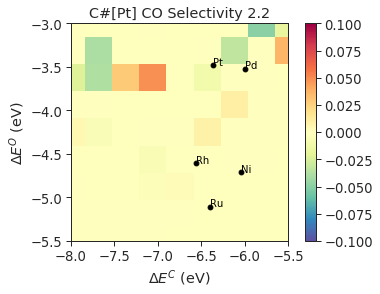 C#[Pt] CO Selectivity 2.2
ΔE^O (eV)
−3.0
−3.5
−4.0
−4.5
−5.0
−5.5
Pt
Pd
Rh
Ni
Ru
−8.0 −7.5 −7.0 −6.5 −6.0 −5.5
ΔE^C (eV)
0.100
0.075
0.050
0.025
0.000
−0.025
−0.050
−0.075
−0.100